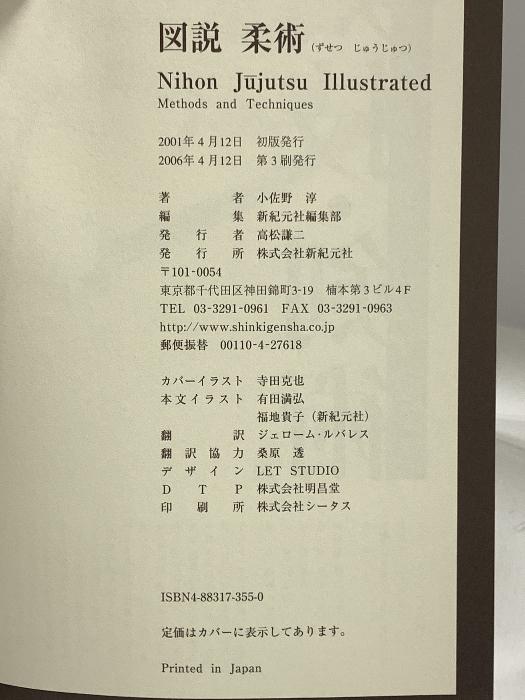 図説 柔術(ずせつ じゅうじゅつ)
Nihon Jūjutsu Illustrated
Methods and Techniques
2001年4月12日 初版発行
2006年4月12日 第3刷発行
著者 小佐野 淳
編集 新紀元社編集部
発行者 高松謙二
発行所 株式会社新紀元社
〒101-0054
東京都千代田区神田錦町3-19 楠本第3ビル4F
TEL 03-3291-0961 FAX 03-3291-0963
http://www.shinkigensha.co.jp
郵便振替 00110-4-27618
カバーイラスト 寺田克也
本文イラスト 有田満弘
福地貴子(新紀元社)
翻訳 ジェローム・ルバレス
翻訳協力 桑原 透
デザイン LET STUDIO
DTP 株式会社明昌堂
印刷所 株式会社シータス
ISBN4-88317-355-0
定価はカバーに表示してあります。
Printed in Japan